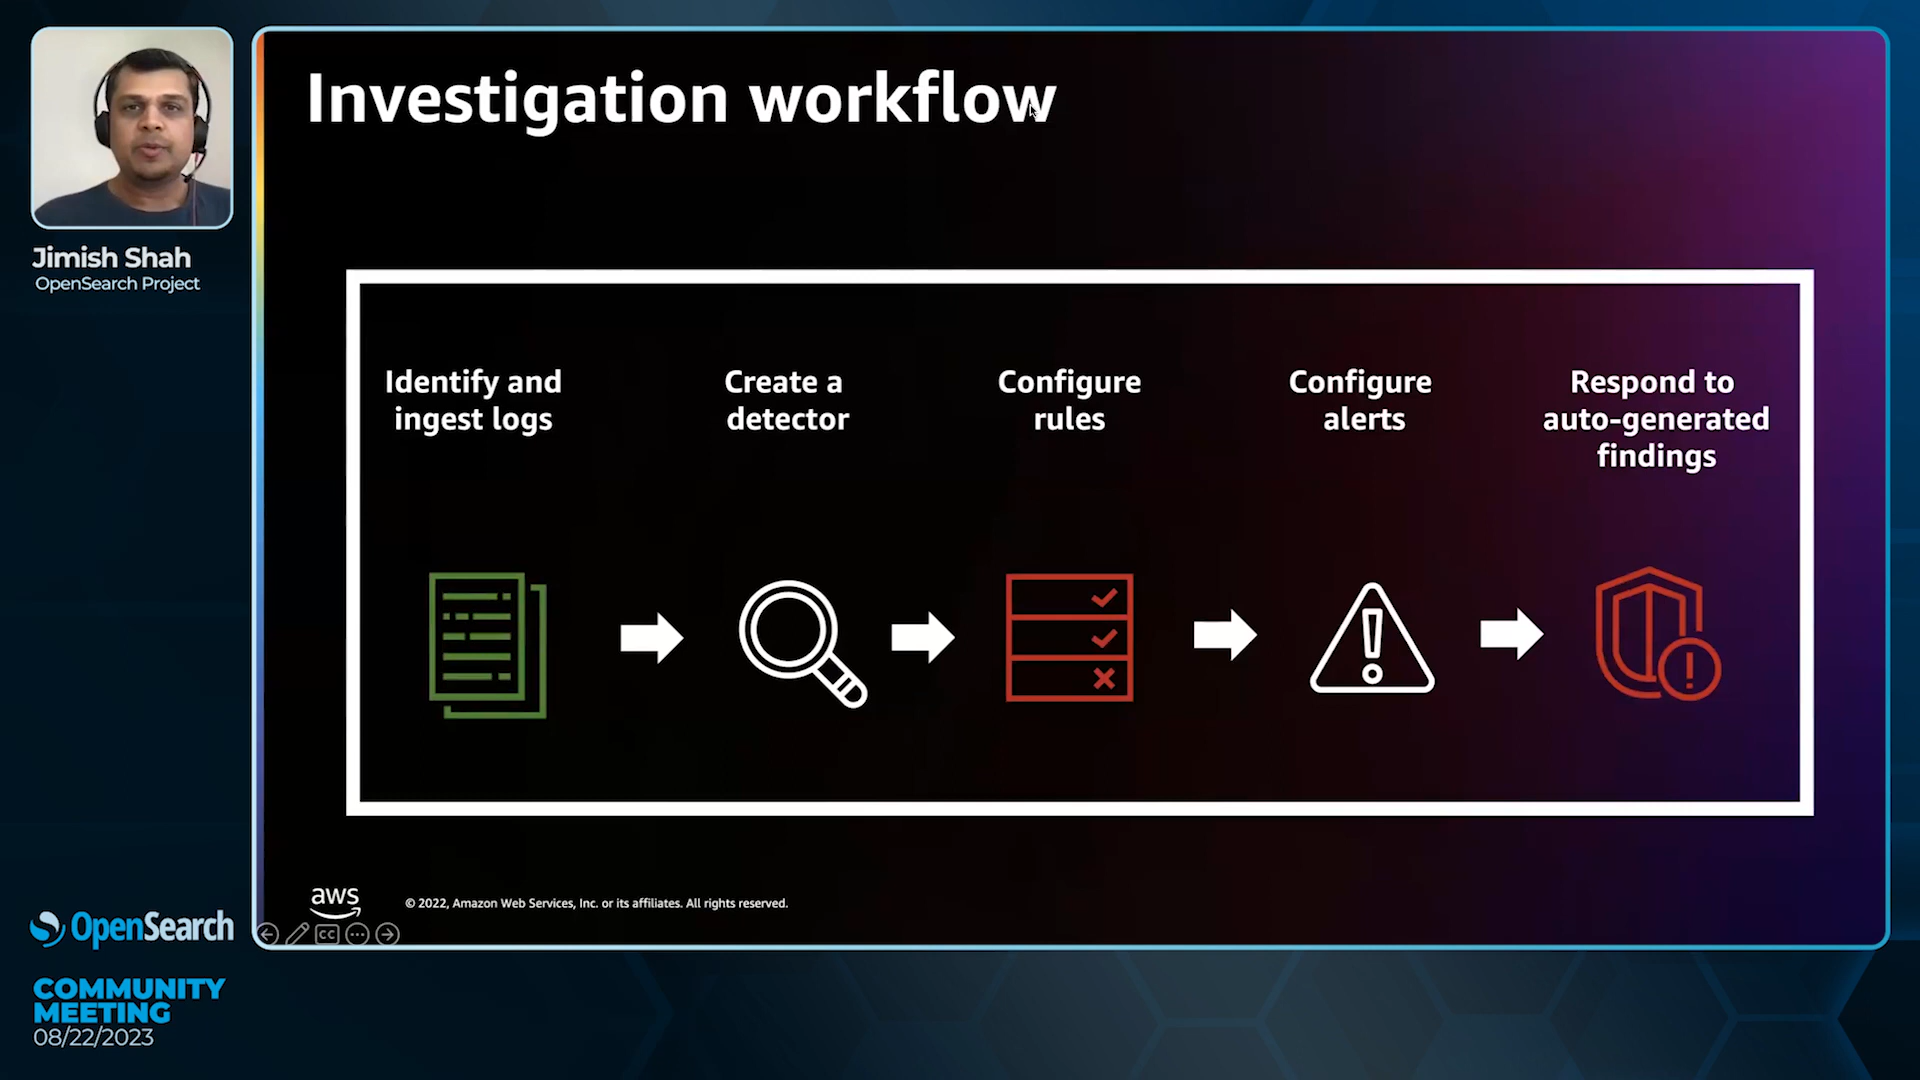 Jimish Shah
OpenSearch Project
Investigation workflow
Identify and
ingest logs
Create a
detector
Configure
rules
Configure
alerts
Respond to
auto-generated
findings
aws
© 2022, Amazon Web Services, Inc. or its affiliates. All rights reserved.
CC
OpenSearch
COMMUNITY
MEETING
08/22/2023